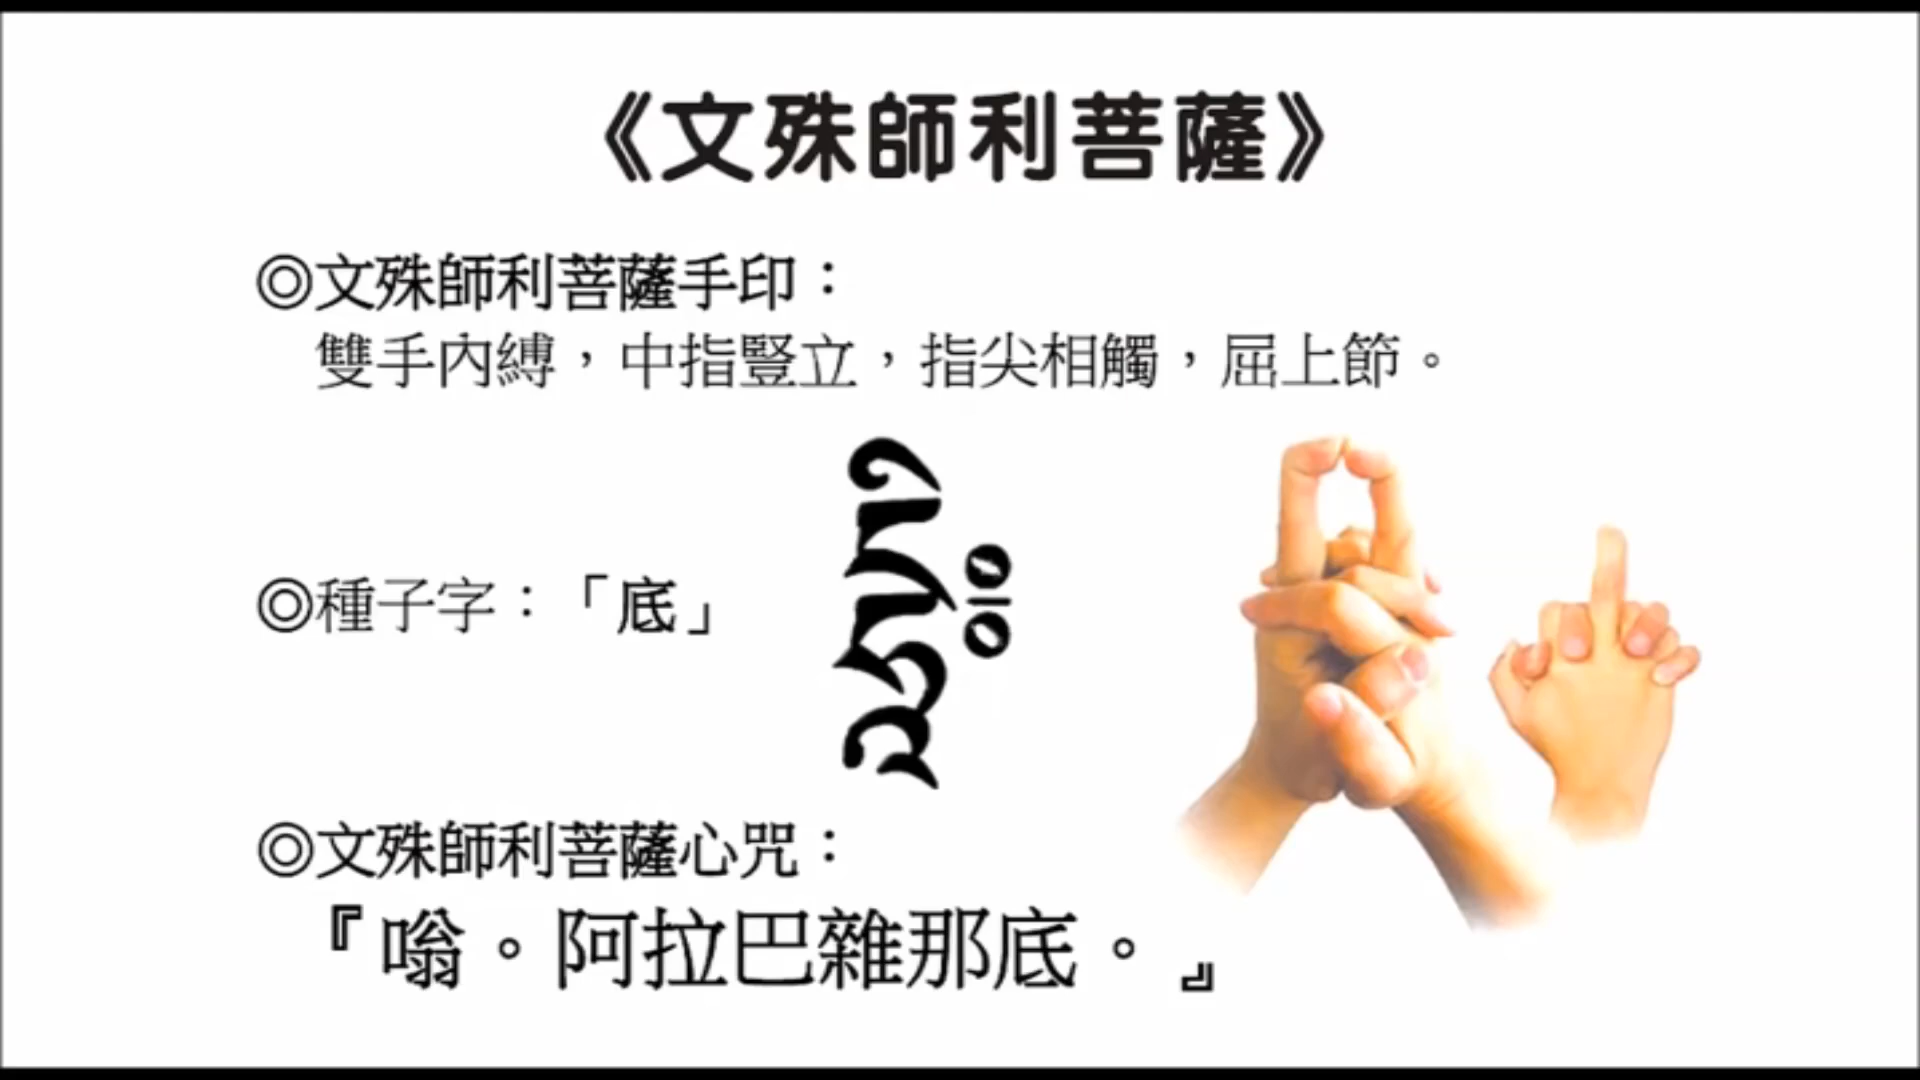 《文殊師利菩薩》
◎文殊師利菩薩手印：
雙手內縛，中指豎立，指尖相觸，屈上節。
◎種子字：「底」
◎文殊師利菩薩心咒：
『嗡。阿拉巴雜那底。』